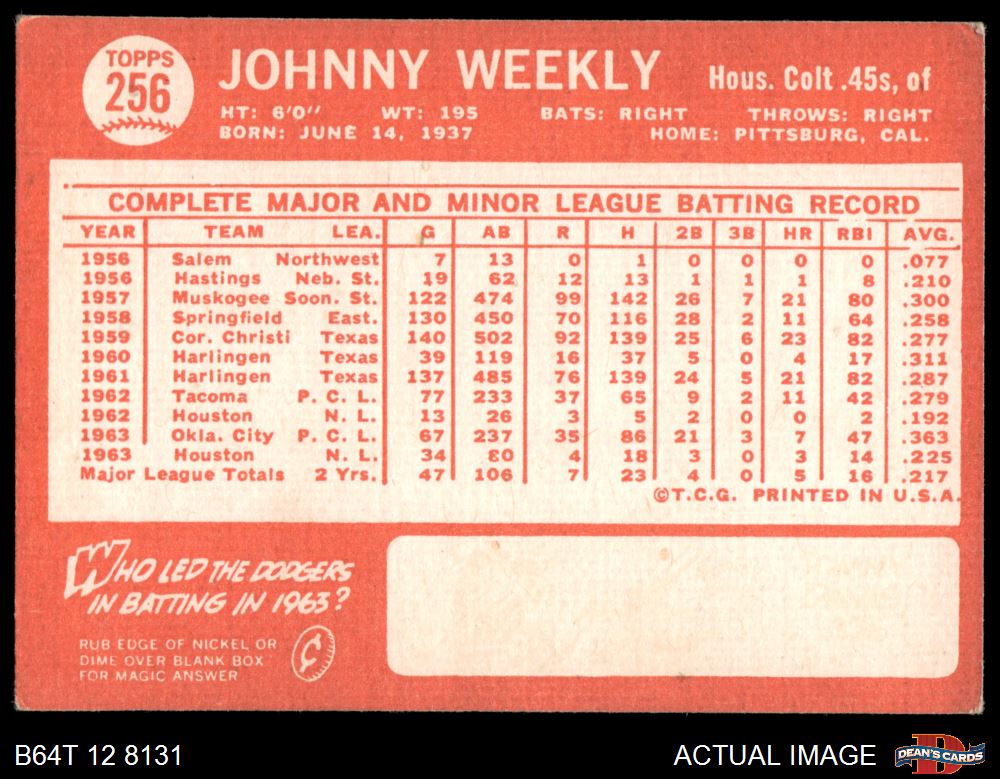 TOPPS
256
JOHNNY WEEKLY
Hous. Colt .45s, of
HT: 6'0" WT: 195 BATS: RIGHT THROWS: RIGHT
BORN: JUNE 14, 1937 HOME: PITTSBURG, CAL.
COMPLETE MAJOR AND MINOR LEAGUE BATTING RECORD
YEAR TEAM LEA. G AB R H 2B 3B HR RBI AVG.
1956 Salem Northwest 7 13 0 1 0 0 0 0 .077
1956 Hastings Neb. St. 19 62 12 13 1 1 1 8 .210
1957 Muskogee Soon. St. 122 474 99 142 26 7 21 80 .300
1958 Springfield East. 130 450 70 116 28 2 11 64 .258
1959 Cor. Christi Texas 140 502 92 139 25 6 23 82 .277
1960 Harlingen Texas 39 119 16 37 5 0 4 17 .311
1961 Harlingen Texas 137 485 76 139 24 5 21 82 .287
1962 Tacoma P. C. L. 77 233 37 65 9 2 11 42 .279
1962 Houston N. L. 13 26 3 5 2 0 0 2 .192
1963 Okla. City P. C. L. 67 237 35 86 21 3 7 47 .363
1963 Houston N. L. 34 80 4 18 3 0 3 14 .225
Major League Totals 2 Yrs. 47 106 7 23 4 0 5 16 .217
©T.C.G. PRINTED IN U.S.A.
WHO LED THE DODGERS
IN BATTING IN 1963?
RUB EDGE OF NICKEL OR
DIME OVER BLANK BOX
FOR MAGIC ANSWER
B64T 12 8131
ACTUAL IMAGE
DEAN'S CARDS